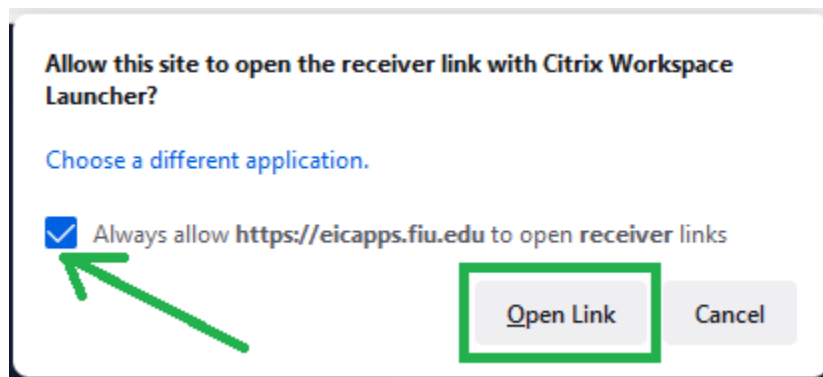 Allow this site to open the receiver link with Citrix Workspace
Launcher?
Choose a different application.
Always allow https://eicapps.fiu.edu to open receiver links
Open Link
Cancel